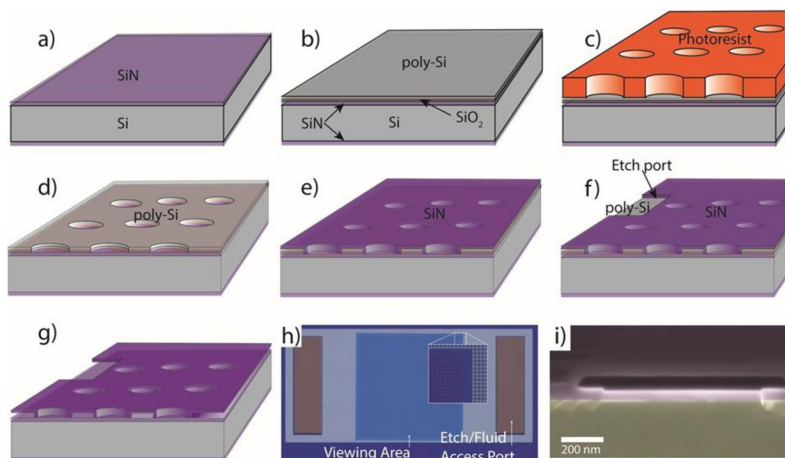 a)
SiN
Si
b)
poly-Si
SiN
Si
SiO2
c)
Photoresist
d)
poly-Si
e)
SiN
f)
Etch port
poly-Si
SiN
g)
h)
Viewing Area
Etch/Fluid
Access Port
i)
200 nm